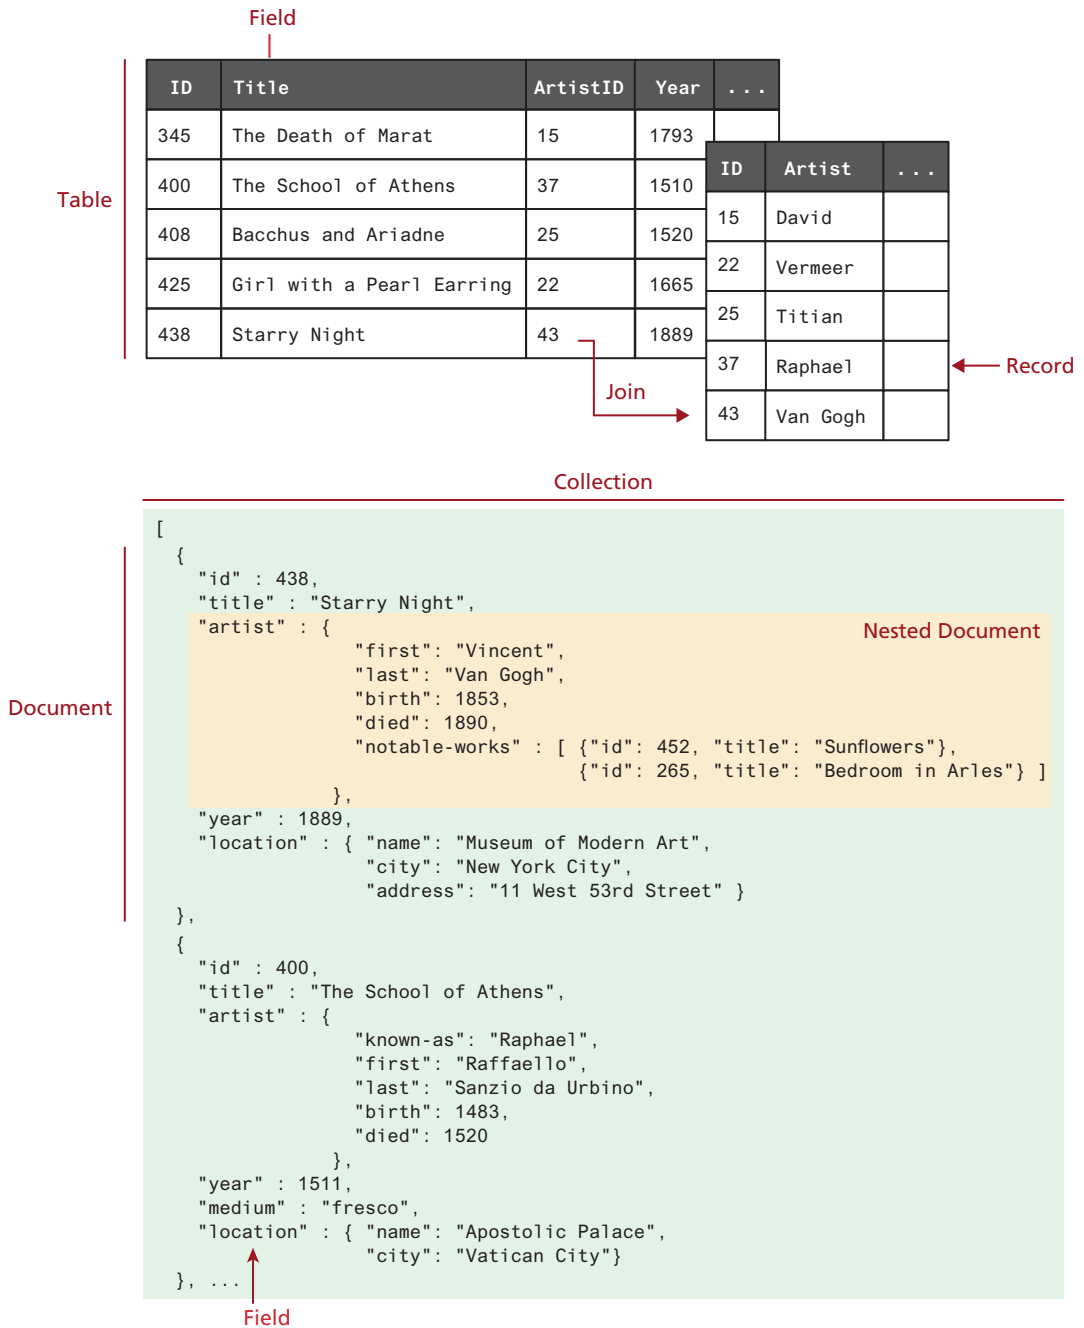 Field
ID Title ArtistID Year ...
345 The Death of Marat 15 1793
400 The School of Athens 37 1510
408 Bacchus and Ariadne 25 1520
425 Girl with a Pearl Earring 22 1665
438 Starry Night 43 1889
Table
ID Artist ...
15 David
22 Vermeer
25 Titian
37 Raphael
43 Van Gogh
Record
Join
Collection
[
{
"id" : 438,
"title" : "Starry Night",
"artist" : {
Nested Document
"first": "Vincent",
"last": "Van Gogh",
"birth": 1853,
"died": 1890,
"notable-works" : [ {"id": 452, "title": "Sunflowers"},
{"id": 265, "title": "Bedroom in Arles"} ]
},
"year" : 1889,
"location" : { "name": "Museum of Modern Art",
"city": "New York City",
"address": "11 West 53rd Street" }
},
Document
{
"id" : 400,
"title" : "The School of Athens",
"artist" : {
"known-as": "Raphael",
"first": "Raffaello",
"last": "Sanzio da Urbino",
"birth": 1483,
"died": 1520
},
"year" : 1511,
"medium" : "fresco",
"location" : { "name": "Apostolic Palace",
"city": "Vatican City"}
}, ...
Field